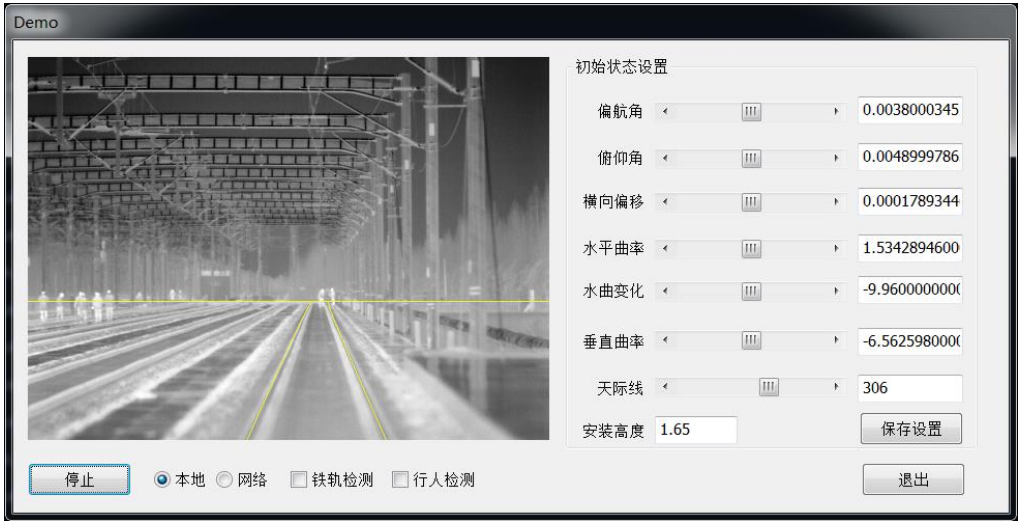 Demo
初始状态设置
偏航角 0.0038000345
俯仰角 0.0048999786
横向偏移 0.0001789344
水平曲率 1.534289460
水曲变化 -9.960000000
垂直曲率 -6.562598000
天际线 306
安装高度 1.65 保存设置
停止 本地 网络 铁轨检测 行人检测 退出